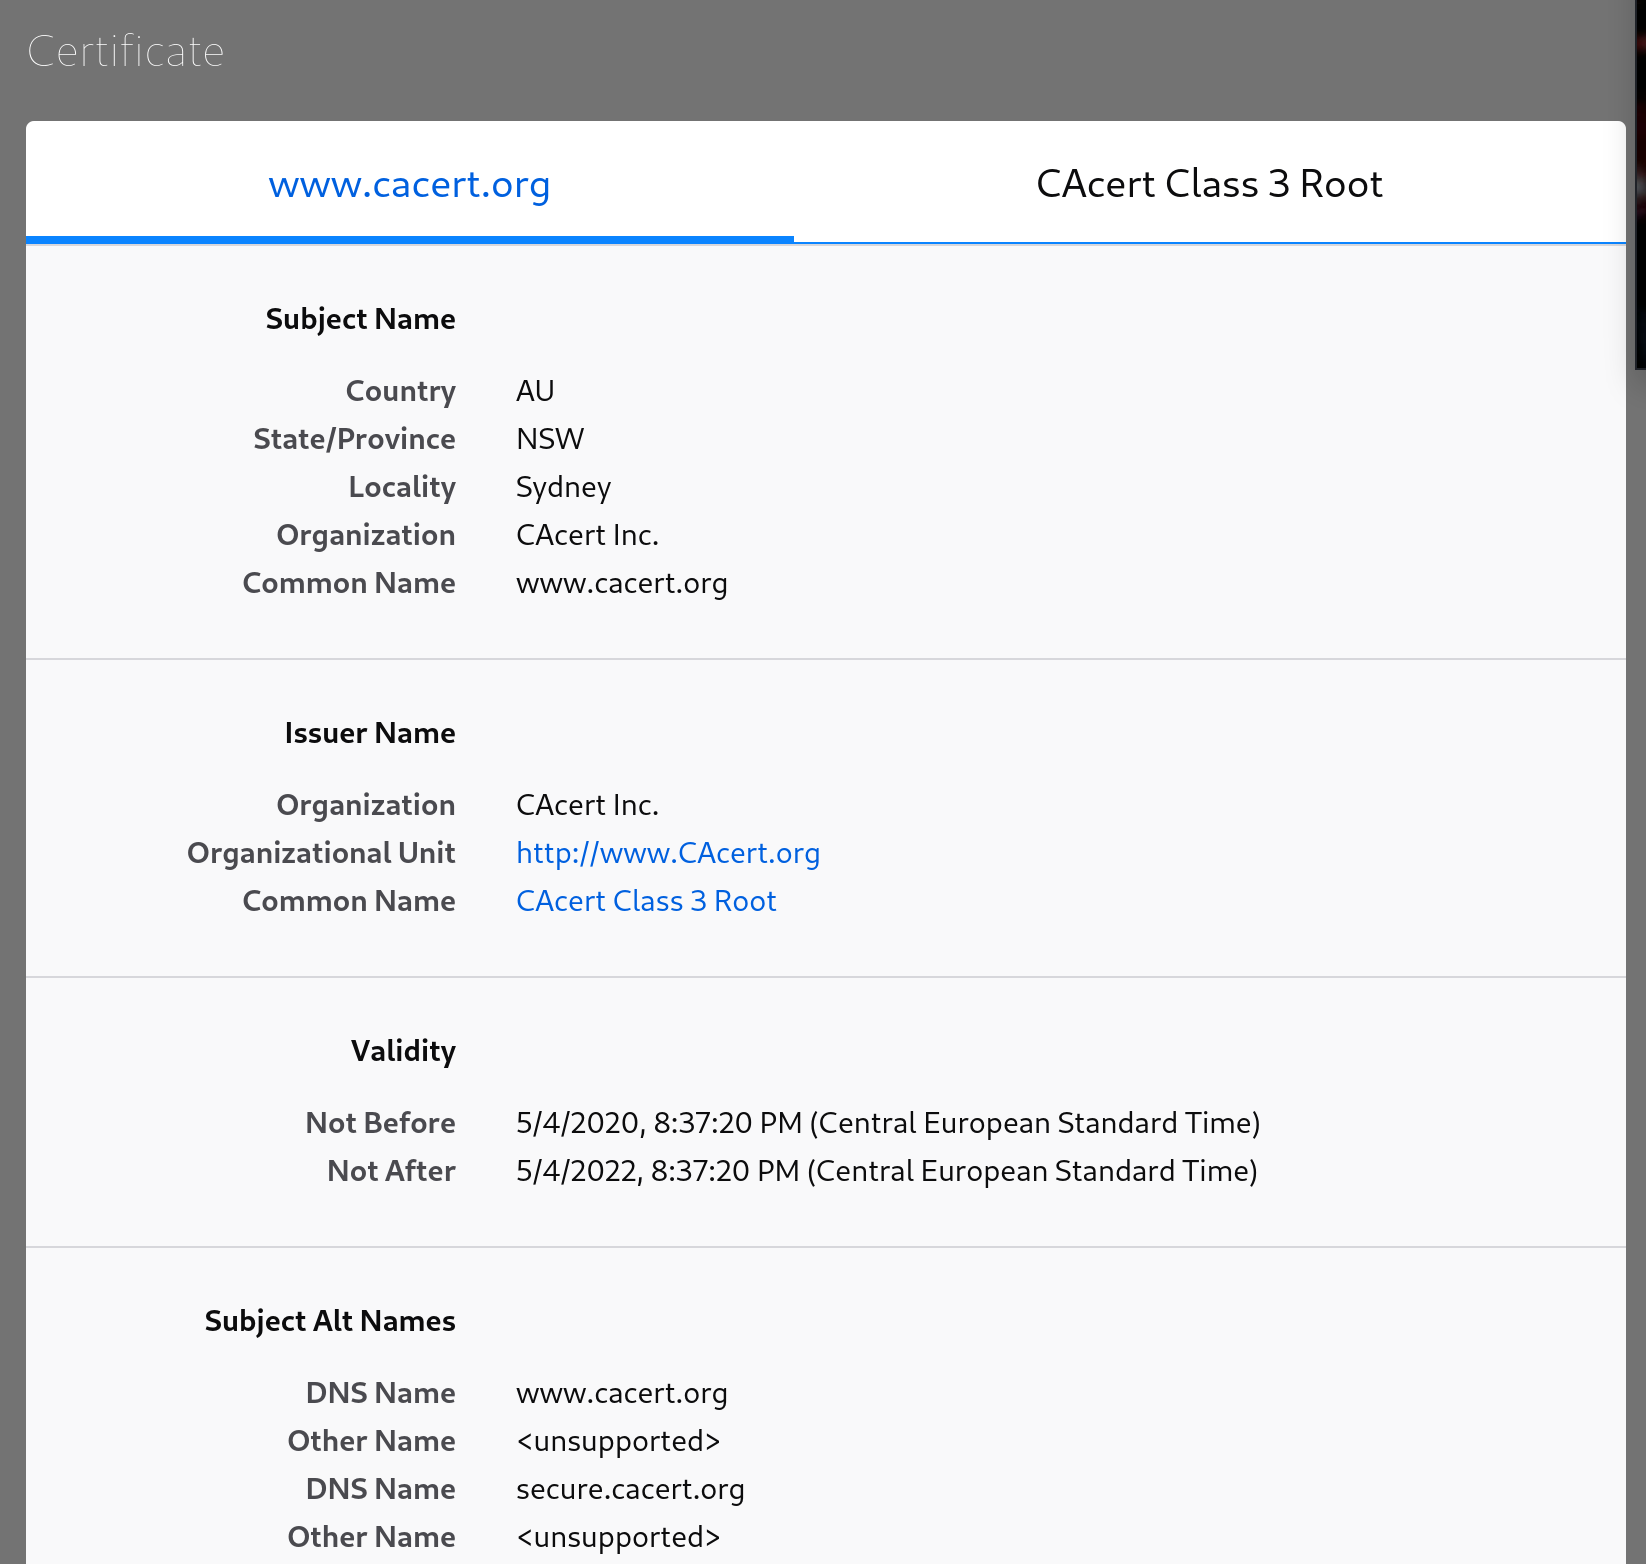 Certificate
www.cacert.org
CAcert Class 3 Root
Subject Name
Country AU
State/Province NSW
Locality Sydney
Organization CAcert Inc.
Common Name www.cacert.org
Issuer Name
Organization CAcert Inc.
Organizational Unit http://www.CAcert.org
Common Name CAcert Class 3 Root
Validity
Not Before 5/4/2020, 8:37:20 PM (Central European Standard Time)
Not After 5/4/2022, 8:37:20 PM (Central European Standard Time)
Subject Alt Names
DNS Name www.cacert.org
Other Name <unsupported>
DNS Name secure.cacert.org
Other Name <unsupported>